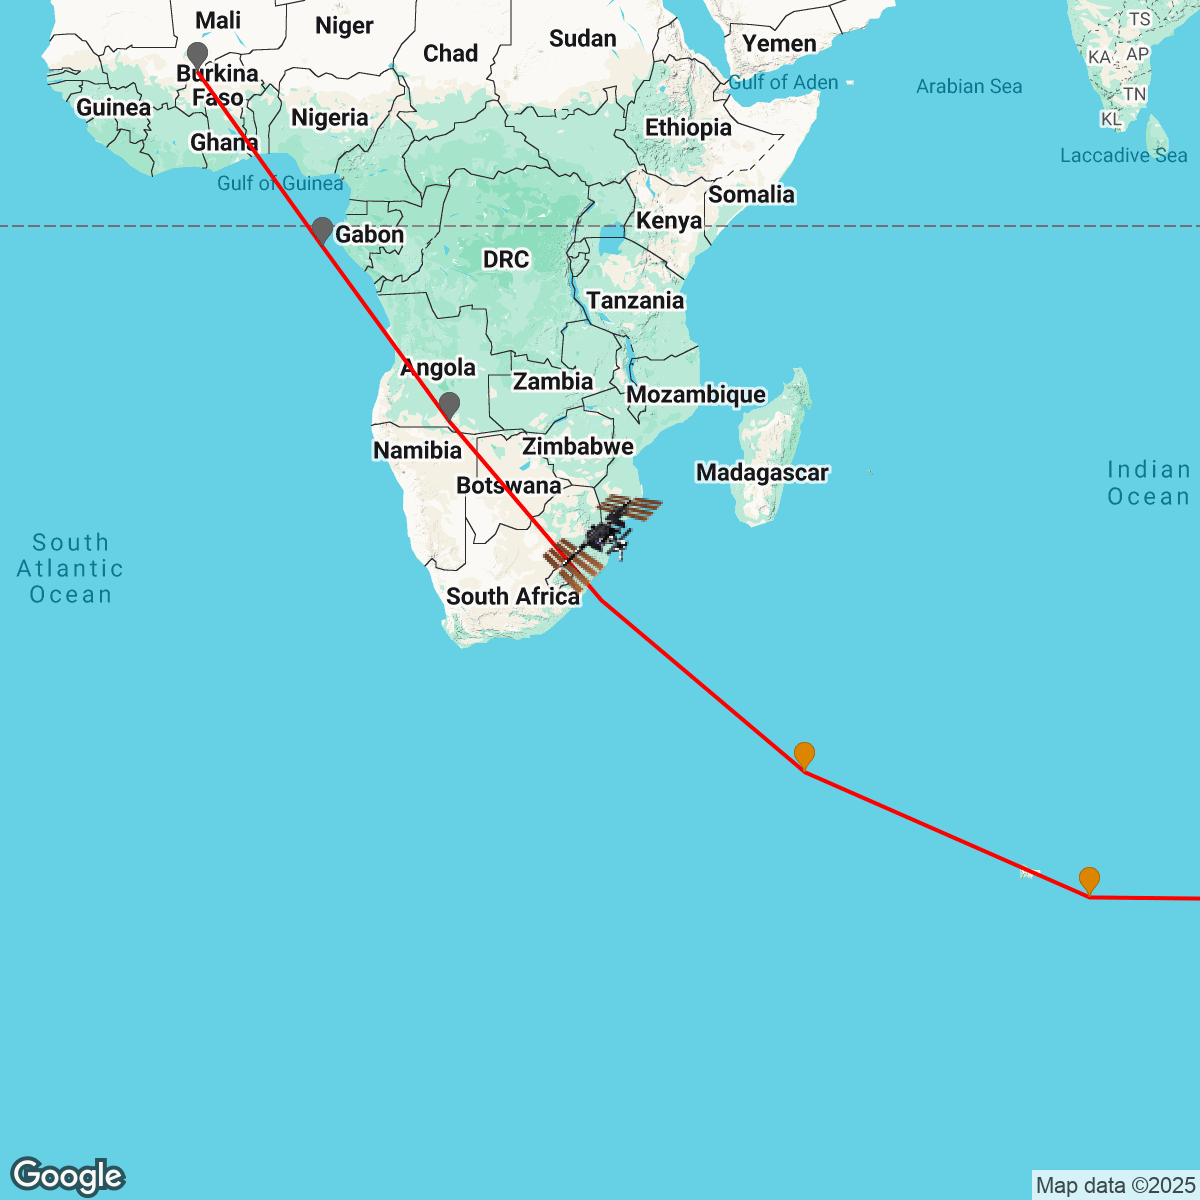 Mali
Niger
Chad
Sudan
Yemen
TS
KA
AP
Burkina
Faso
Gulf of Aden
Arabian Sea
TN
KL
Guinea
Nigeria
Ethiopia
Ghana
Laccadive Sea
Gulf of Guinea
Somalia
Kenya
Gabon
DRC
Tanzania
Angola
Zambia
Mozambique
Namibia
Zimbabwe
Madagascar
Indian
Ocean
Botswana
South
Atlantic
Ocean
South Africa
Google
Map data ©2025